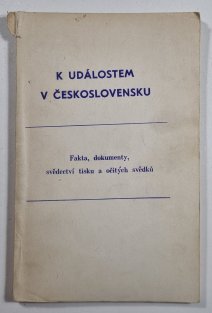 K UDÁLOSTEM
V ČESKOSLOVENSKU
Fakta, dokumenty,
svědectví tisku a očitých svědků